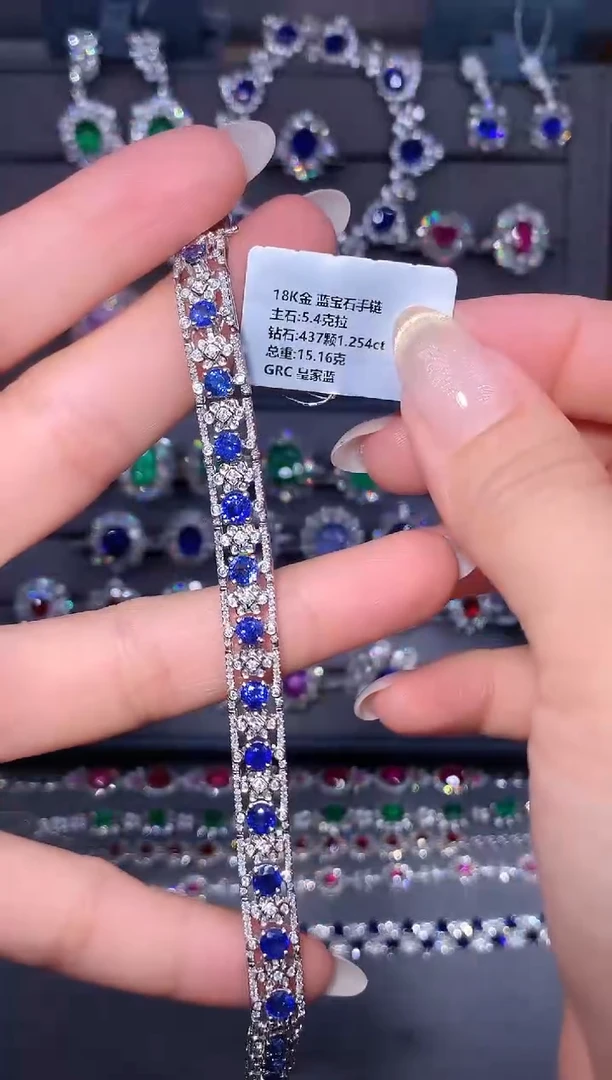 18K金 蓝宝石手链
主石:5.4克拉
钻石:437颗1.254ct
总重:15.16克
GRC 皇家蓝